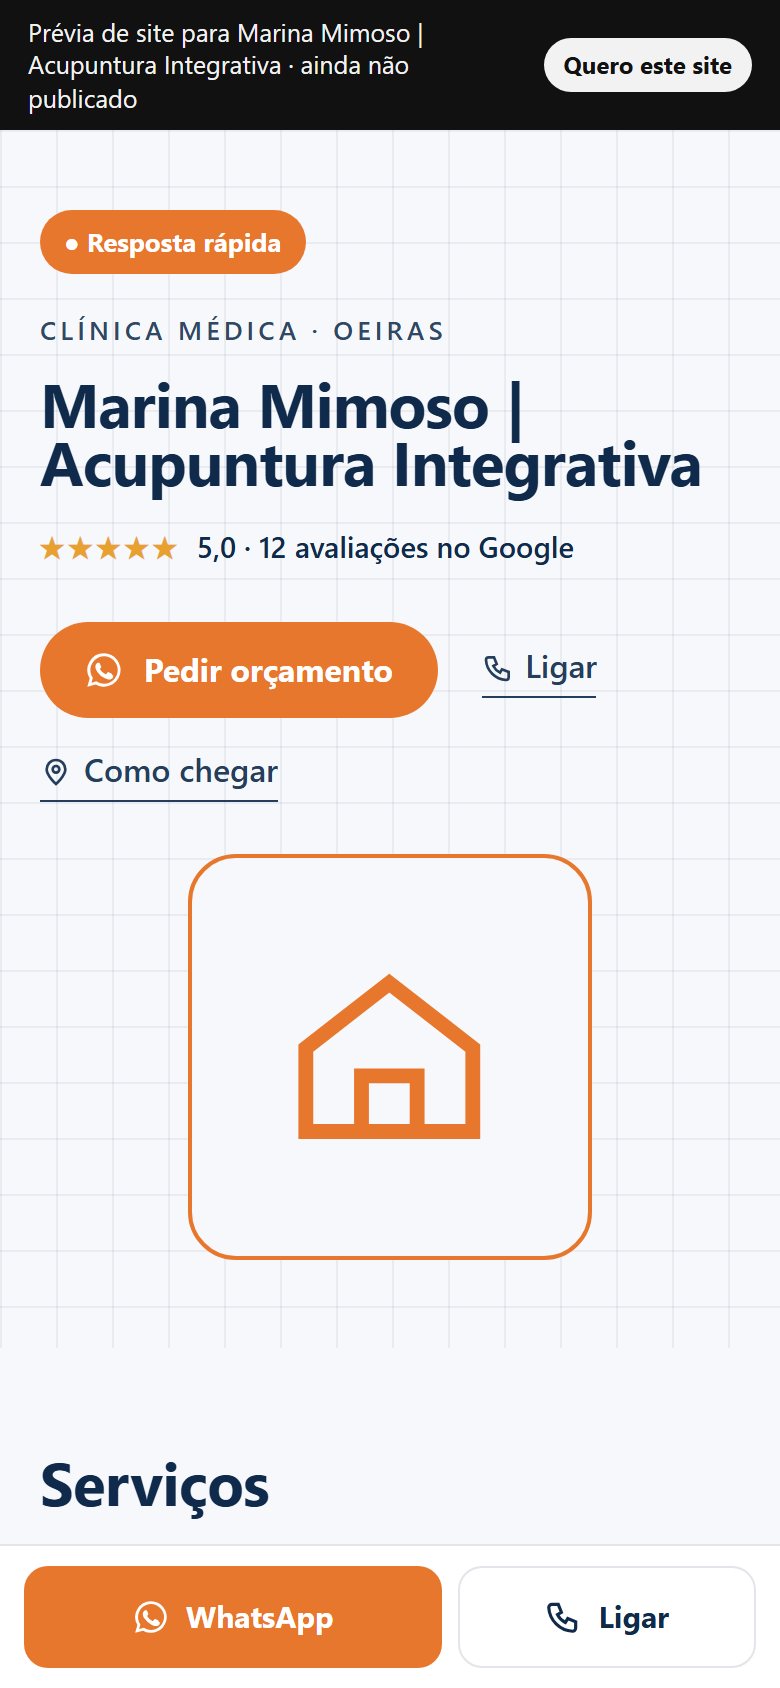 Prévia de site para Marina Mimoso |
Acupuntura Integrativa · ainda não
publicado
Quero este site
Resposta rápida
CLÍNICA MÉDICA · OEIRAS
Marina Mimoso |
Acupuntura Integrativa
★★★★★ 5,0 · 12 avaliações no Google
Pedir orçamento
Ligar
Como chegar
Serviços
WhatsApp
Ligar